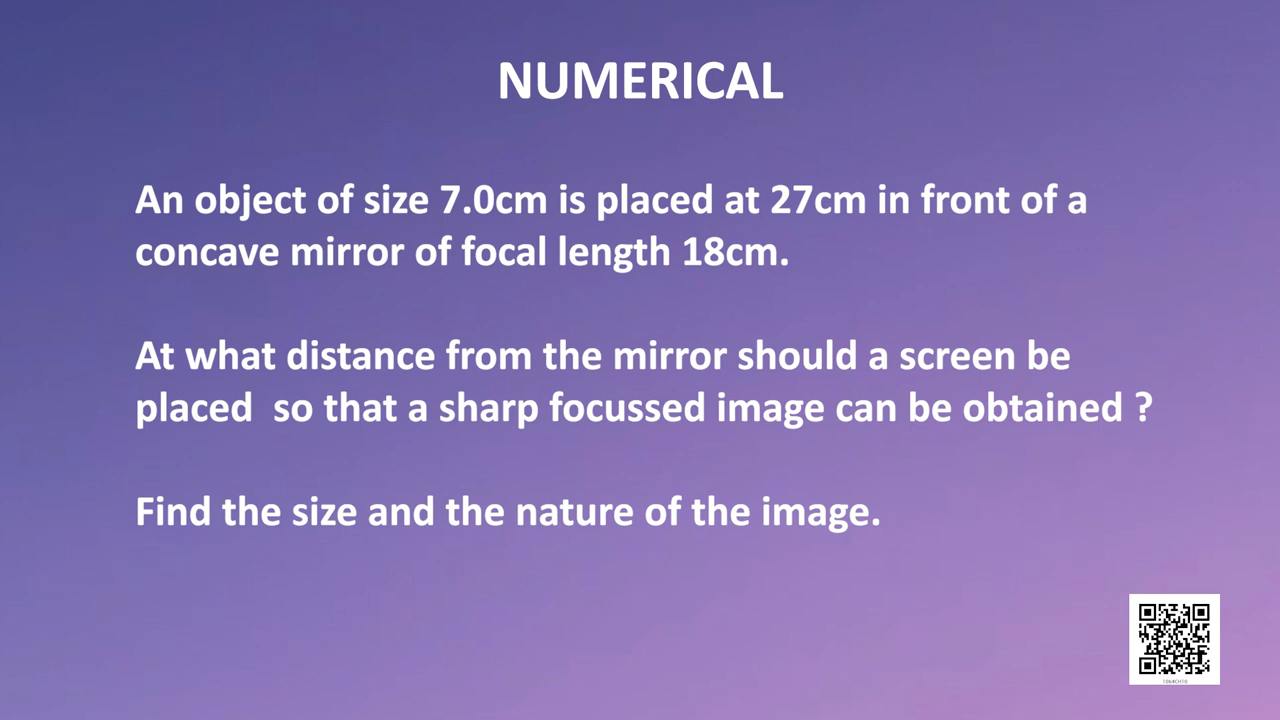 NUMERICAL
An object of size 7.0cm is placed at 27cm in front of a
concave mirror of focal length 18cm.
At what distance from the mirror should a screen be
placed  so that a sharp focussed image can be obtained ?
Find the size and the nature of the image.
1064CH10